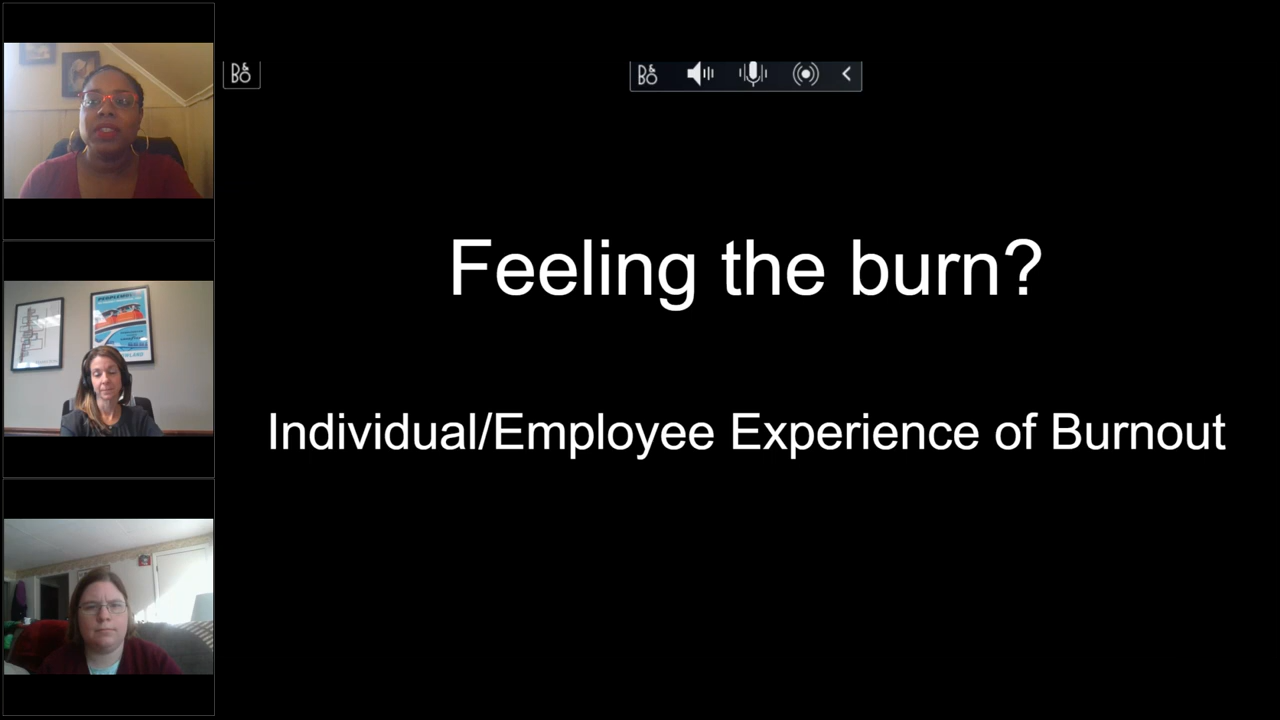 B&O
B&O
Feeling the burn?
Individual/Employee Experience of Burnout